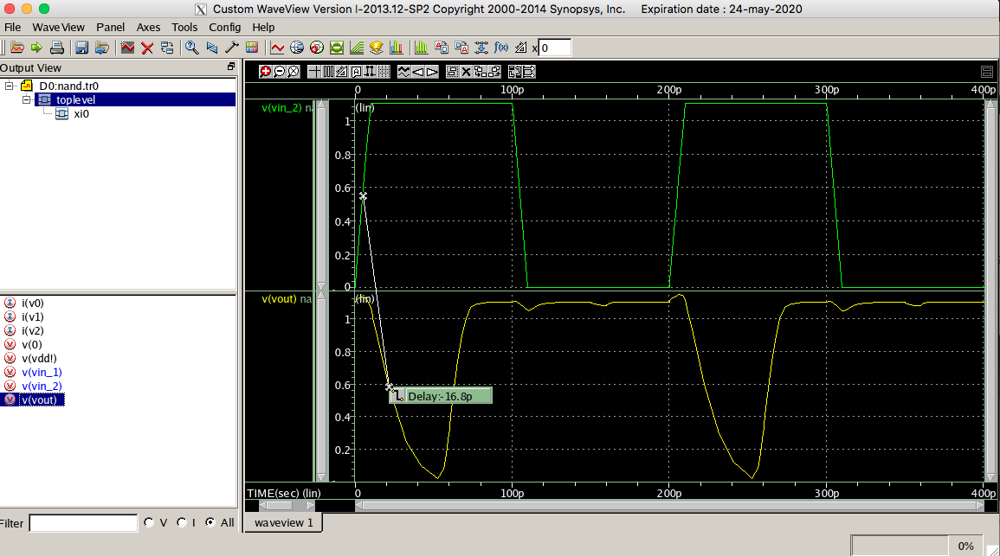 Custom WaveView Version I-2013.12-SP2 Copyright 2000-2014 Synopsys, Inc. Expiration date : 24-may-2020
File WaveView Panel Axes Tools Config Help
f(x) x 0
Output View
D0:nand.tr0
toplevel
xi0
i(v0)
i(v1)
i(v2)
v(0)
v(vdd!)
v(vin_1)
v(vin_2)
v(vout)
Filter V I All
0 100p 200p 300p 400p
v(vin_2) na
(lin)
1
0.8
0.6
0.4
0.2
0
v(vout) na
(lin)
1
0.8
0.6
0.4
0.2
Delay:-16.8p
TIME(sec) (lin) 0 100p 200p 300p 400p
waveview 1
0%